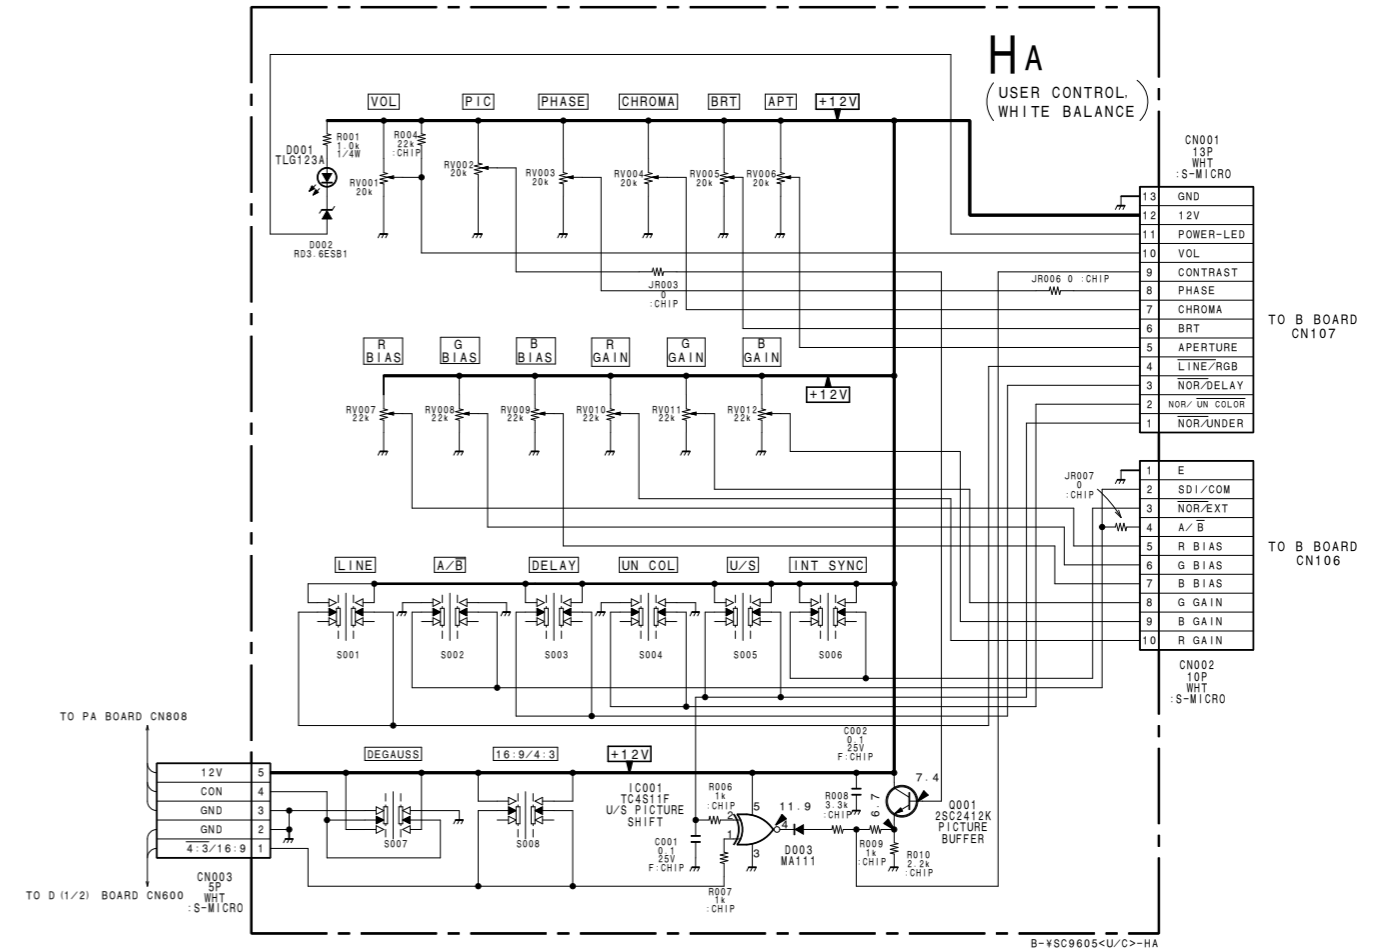 HA
(USER CONTROL,
WHITE BALANCE)
VOL
PIC
PHASE
CHROMA
BRT
APT
+12V
R001
1.0k
1/4W
R004
22k
:CHIP
D001
TLG123A
RV001
20k
RV002
20k
RV003
20k
RV004
20k
RV005
20k
RV006
20k
D002
RD3.6ESB1
JR003
0
:CHIP
JR006 0 :CHIP
CN001
13P
WHT
:S-MICRO
13 GND
12 12V
11 POWER-LED
10 VOL
9 CONTRAST
8 PHASE
7 CHROMA
6 BRT
5 APERTURE
4 LINE/RGB
3 NOR/DELAY
2 NOR/ UN COLOR
1 NOR/UNDER
TO B BOARD
CN107
R
BIAS
G
BIAS
B
BIAS
R
GAIN
G
GAIN
B
GAIN
+12V
RV007
22k
RV008
22k
RV009
22k
RV010
22k
RV011
22k
RV012
22k
JR007
0
:CHIP
1 E
2 SDI/COM
3 NOR/EXT
4 A/B
5 R BIAS
6 G BIAS
7 B BIAS
8 G GAIN
9 B GAIN
10 R GAIN
TO B BOARD
CN106
CN002
10P
WHT
:S-MICRO
LINE
A/B
DELAY
UN COL
U/S
INT SYNC
S001
S002
S003
S004
S005
S006
TO PA BOARD CN808
12V 5
CON 4
GND 3
GND 2
4:3/16:9 1
CN003
5P
WHT
:S-MICRO
TO D (1/2) BOARD CN600
DEGAUSS
16:9/4:3
+12V
S007
S008
IC001
TC4S11F
U/S PICTURE
SHIFT
C001
0.1
25V
F:CHIP
R006
1k
:CHIP
R007
1k
:CHIP
5
2
1
4
3
11.9
D003
MA111
C002
0.1
25V
F:CHIP
R008
3.3k
:CHIP
R009
1k
:CHIP
R010
2.2k
:CHIP
6.7
7.4
Q001
2SC2412K
PICTURE
BUFFER
B-¥SC9605<U/C>-HA